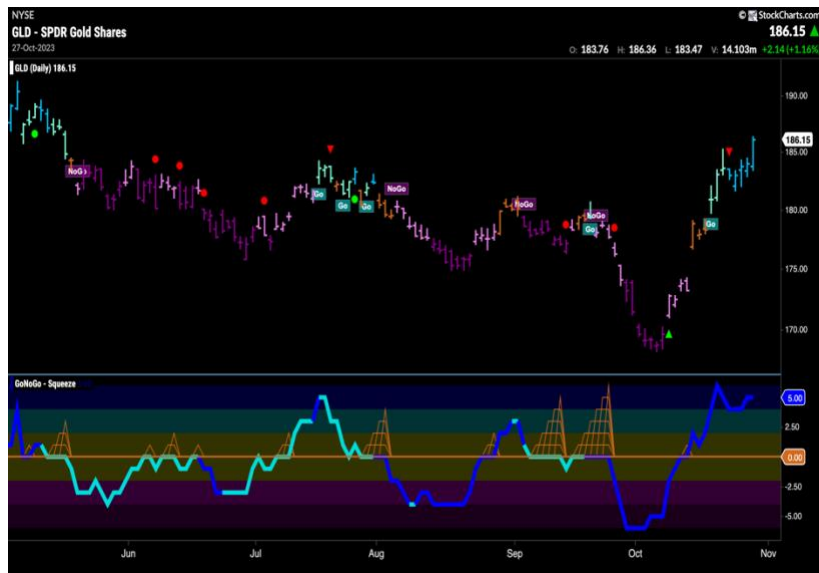 NYSE
© StockCharts.com
GLD - SPDR Gold Shares
186.15
27-Oct-2023
O: 183.76 H: 186.36 L: 183.47 V: 14.103m +2.14 (+1.16%
GLD (Daily) 186.15
190.00
186.15
185.00
NoGo
Go
Go
Go
NoGo
NoGo
NoGo
Go
Go
180.00
175.00
170.00
GoNoGo - Squeeze
5.00
2.50
0.00
-2.50
-5.00
Jun Jul Aug Sep Oct Nov